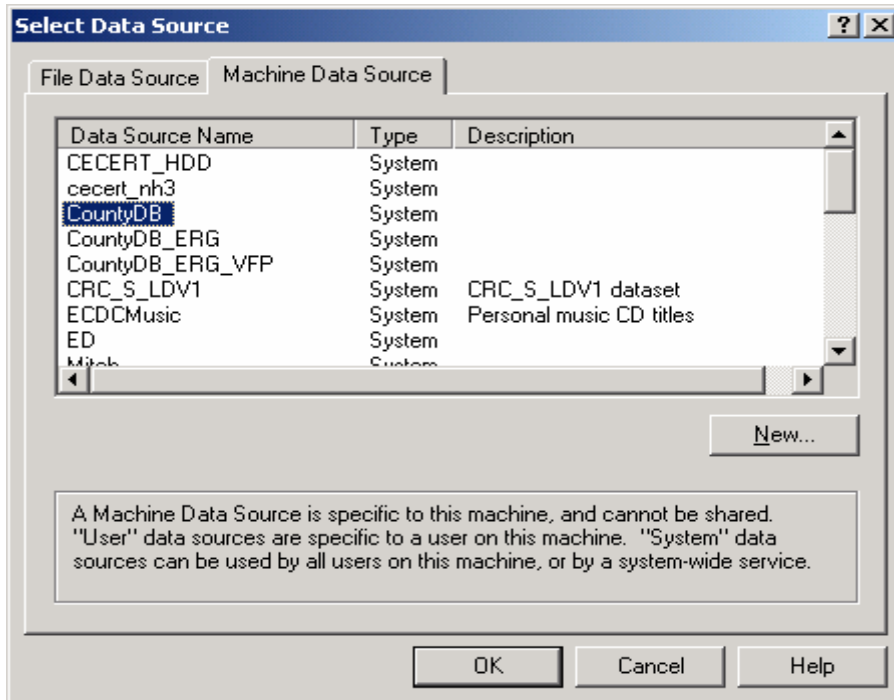 Select Data Source
File Data Source Machine Data Source
Data Source Name Type Description
CECERT_HDD System
cecert_nh3 System
CountyDB System
CountyDB_ERG System
CountyDB_ERG_VFP System
CRC_S_LDV1 System CRC_S_LDV1 dataset
ECDCMusic System Personal music CD titles
ED System
Mitch System
New...
A Machine Data Source is specific to this machine, and cannot be shared.
"User" data sources are specific to a user on this machine. "System" data
sources can be used by all users on this machine, or by a system-wide service.
OK Cancel Help